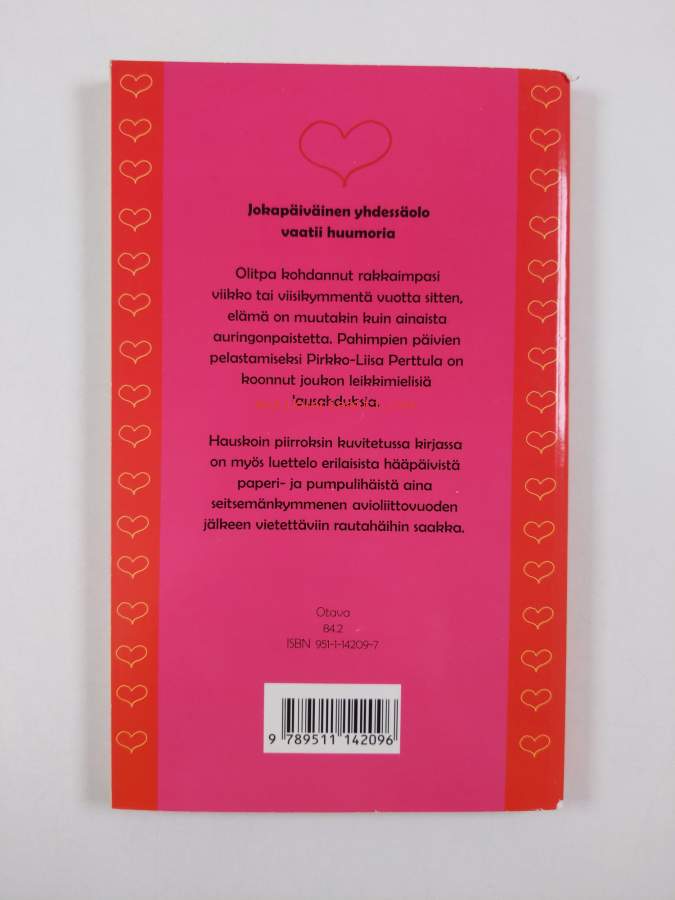 Jokapäiväinen yhdessäolo
vaatii huumoria
Olitpa kohdannut rakkaimpasi
viikko tai viisikymmentä vuotta sitten,
elämä on muutakin kuin ainaista
auringonpaistetta. Pahimpien päivien
pelastamiseksi Pirkko-Liisa Perttula on
koonnut joukon leikkimielisiä
lausahduksia.
Hauskoin piirroksin kuvitetussa kirjassa
on myös luettelo erilaisista hääpäivistä
paperi- ja pumpulihäistä aina
seitsemänkymmenen avioliittovuoden
jälkeen vietettäviin rautahäihin saakka.
Otava
84.2
ISBN 951-1-14209-7
9 789511 142096